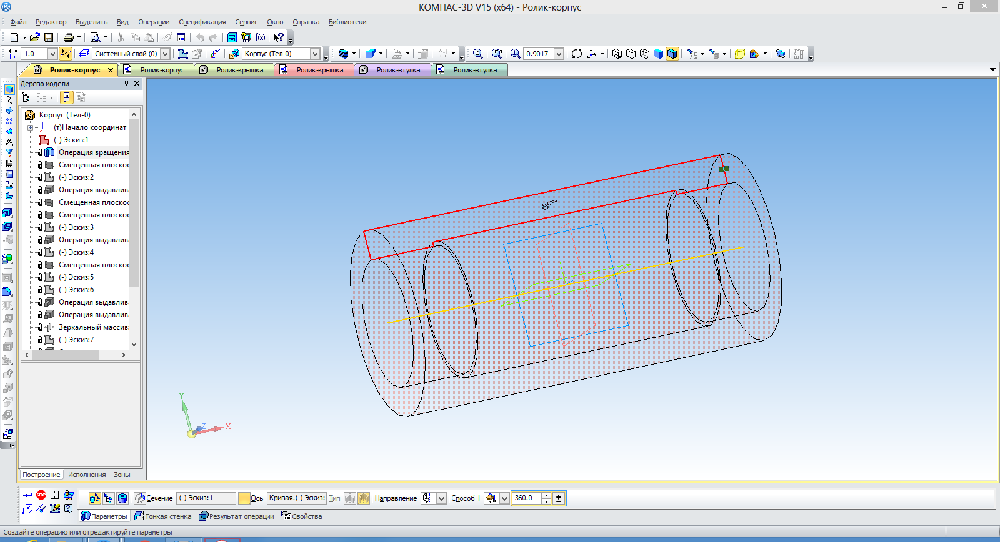 КОМПАС-3D V15 (x64) - Ролик-корпус
Файл Редактор Выделить Вид Операции Спецификация Сервис Окно Справка Библиотеки
f(x)
1.0 Системный слой (0) Корпус (Тел-0) 0.9017
Ролик-корпус Ролик-корпус Ролик-крышка Ролик-крышка Ролик-втулка Ролик-втулка
Дерево модели
Корпус (Тел-0)
(т)Начало координат
(-) Эскиз:1
Операция вращения
Смещенная плоско
(-) Эскиз:2
Операция выдавлив
Смещенная плоско
Смещенная плоско
(-) Эскиз:3
Операция выдавлив
(-) Эскиз:4
Смещенная плоско
(-) Эскиз:5
(-) Эскиз:6
Операция выдавлив
Операция выдавлив
Зеркальный массив
(-) Эскиз:7
Y
Z
X
Построение Исполнения Зоны
STOP Сечение (-) Эскиз:1 Ось Кривая.(-) Эскиз: Тип Направление Способ 1 360.0
Параметры Тонкая стенка Результат операции Свойства
Создайте операцию или отредактируйте параметры